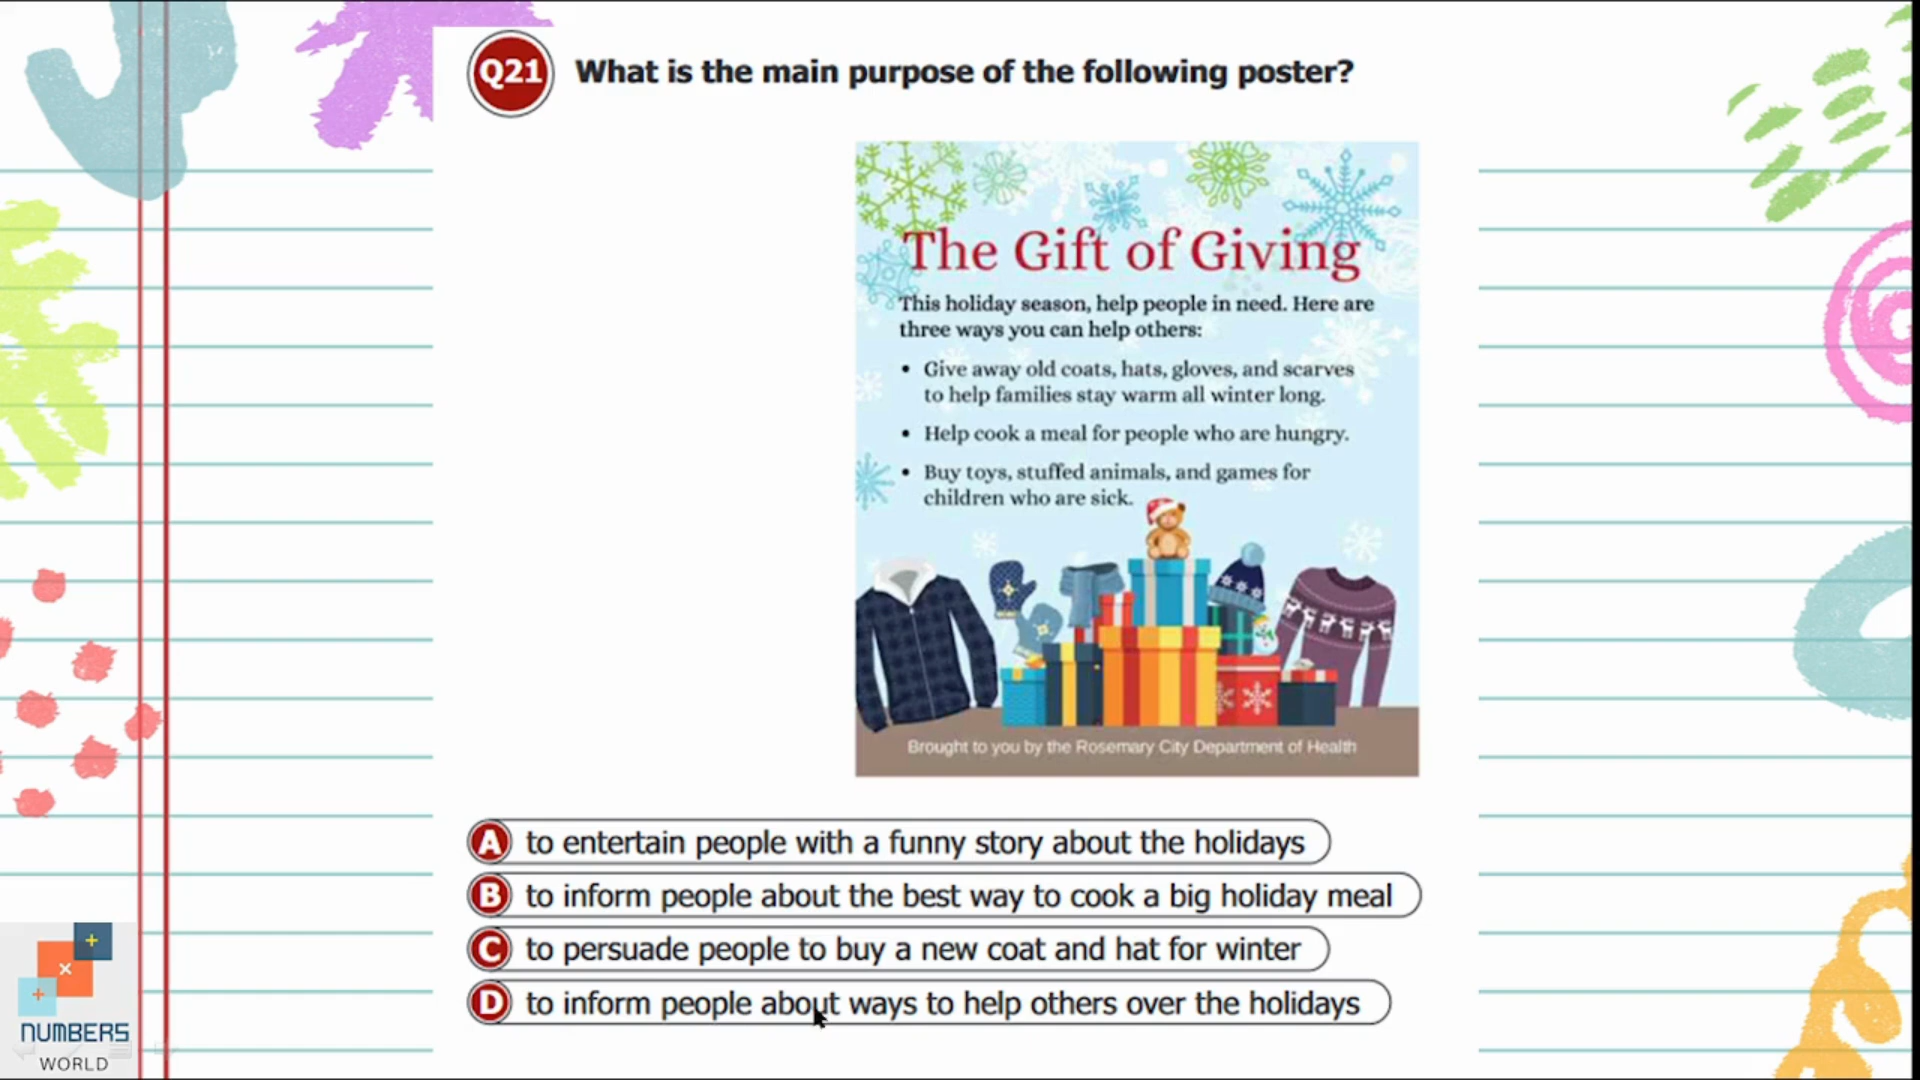 Q21 What is the main purpose of the following poster?
The Gift of Giving
This holiday season, help people in need. Here are
three ways you can help others:
• Give away old coats, hats, gloves, and scarves
to help families stay warm all winter long.
• Help cook a meal for people who are hungry.
• Buy toys, stuffed animals, and games for
children who are sick.
Brought to you by the Rosemary City Department of Health
A to entertain people with a funny story about the holidays
B to inform people about the best way to cook a big holiday meal
C to persuade people to buy a new coat and hat for winter
D to inform people about ways to help others over the holidays
+
×
+
NUMBERS
WORLD